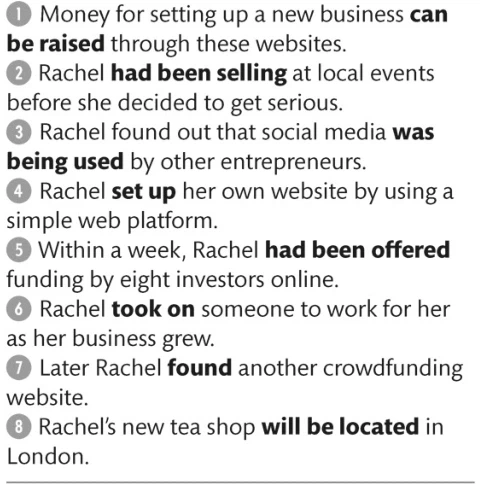 1 Money for setting up a new business can
be raised through these websites.
2 Rachel had been selling at local events
before she decided to get serious.
3 Rachel found out that social media was
being used by other entrepreneurs.
4 Rachel set up her own website by using a
simple web platform.
5 Within a week, Rachel had been offered
funding by eight investors online.
6 Rachel took on someone to work for her
as her business grew.
7 Later Rachel found another crowdfunding
website.
8 Rachel's new tea shop will be located in
London.